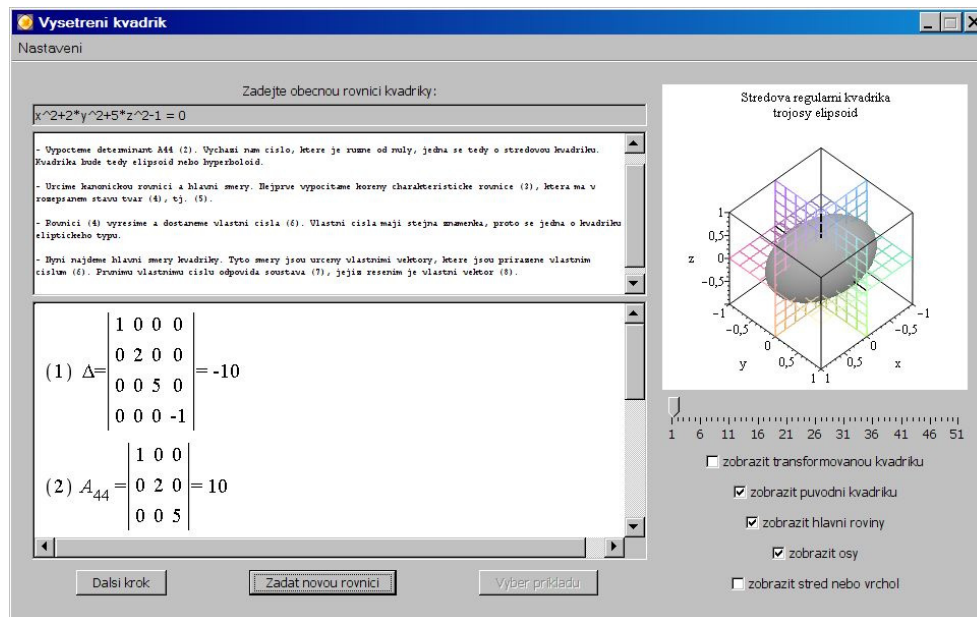 Vysetreni kvadrik
Nastaveni
Zadejte obecnou rovnici kvadriky:
x^2+2*y^2+5*z^2-1 = 0
- Vypocteme determinant A44 (2). Vychazi nam cislo, ktere je ruzne od nuly, jedna se tedy o stredovou kvadriku.
Kvadrika bude tedy elipsoid nebo hyperboloid.
- Urcime kanonickou rovnici a hlavni smery. Nejprve vypocitame koreny charakteristicke rovnice (3), ktera ma v
rozepsanem stavu tvar (4), tj. (5).
- Rovnici (4) vyresime a dostaneme vlastni cisla (6). Vlastni cisla maji stejna znamenka, proto se jedna o kvadriku
eliptickeho typu.
- Nyni najdeme hlavni smery kvadriky. Tyto smery jsou urceny vlastnimi vektory, ktere jsou prirazene vlastnim
cislum (6). Prvnimu vlastnimu cislu odpovida soustava (7), jejiz resenim je vlastni vektor (8).
1 0 0 0
0 2 0 0
(1) Δ= = -10
0 0 5 0
0 0 0 -1
1 0 0
(2) A44 = 0 2 0 = 10
0 0 5
Dalsi krok
Zadat novou rovnici
Vyber prikladu
Stredova regularni kvadrika
trojosy elipsoid
1
0,5
z 0
-0,5
-1 -1
-0,5 -0,5
0 0
y 0,5 0,5 x
1 1
1 6 11 16 21 26 31 36 41 46 51
zobrazit transformovanou kvadriku
zobrazit puvodni kvadriku
zobrazit hlavni roviny
zobrazit osy
zobrazit stred nebo vrchol